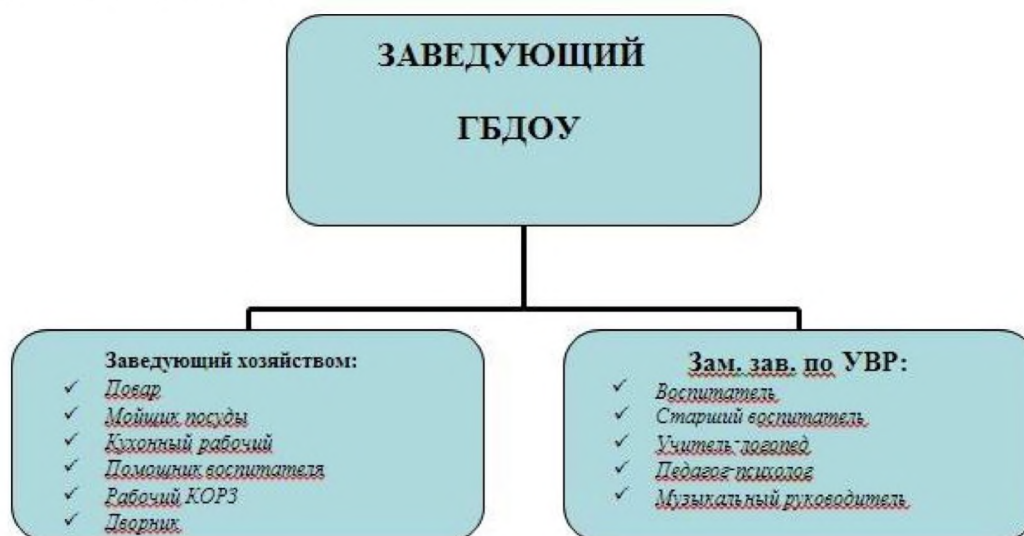 ЗАВЕДУЮЩИЙ
ГБДОУ
Заведующий хозяйством:
Повар
Мойщик посуды
Кухонный рабочий
Помощник воспитателя
Рабочий КОРЗ
Дворник
Зам. зав. по УВР:
Воспитатель
Старший воспитатель
Учитель-логопед
Педагог-психолог
Музыкальный руководитель